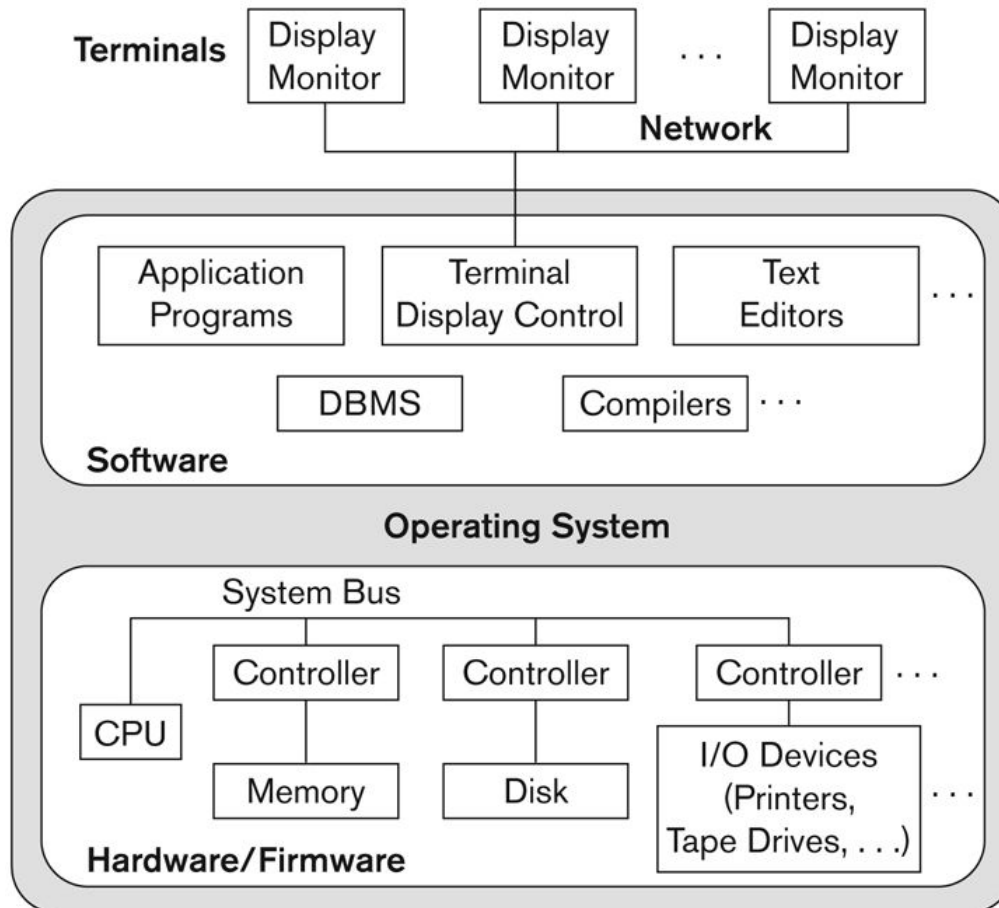 Terminals
Display
Monitor
Display
Monitor
. . .
Display
Monitor
Network
Application
Programs
Terminal
Display Control
Text
Editors
. . .
DBMS
Compilers
. . .
Software
Operating System
System Bus
Controller
Controller
Controller
. . .
CPU
Memory
Disk
I/O Devices
(Printers,
Tape Drives, . . .)
. . .
Hardware/Firmware